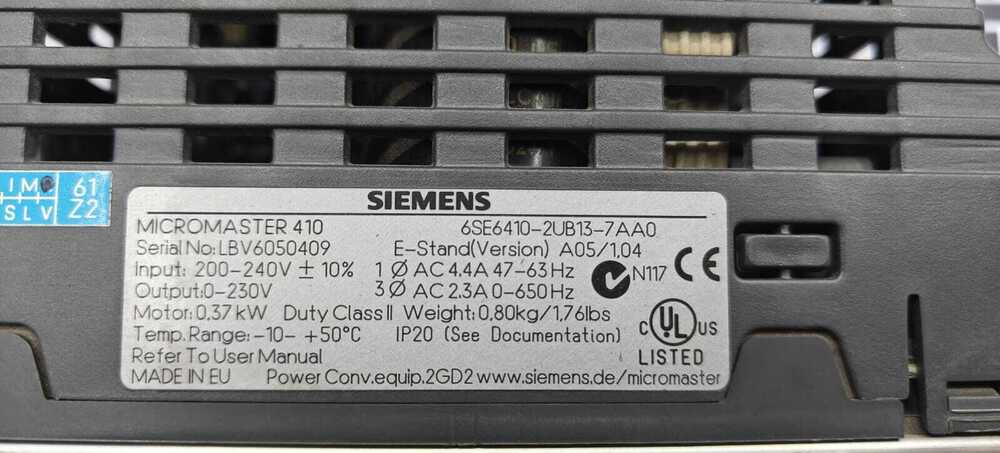 IM 61
SLV Z2
SIEMENS
MICROMASTER 410 6SE6410-2UB13-7AA0
Serial No: LBV6050409 E-Stand(Version) A05/1,04
Input: 200-240V ± 10% 1 Ø AC 4.4A 47-63 Hz
N117 CE
Output:0-230V 3 Ø AC 2.3A 0-650Hz
Motor: 0,37 kW Duty Class II Weight: 0,80kg/1,76lbs
C UL US
Temp. Range: -10- +50°C IP20 (See Documentation)
LISTED
Refer To User Manual
MADE IN EU Power Conv.equip.2GD2 www.siemens.de/micromaster